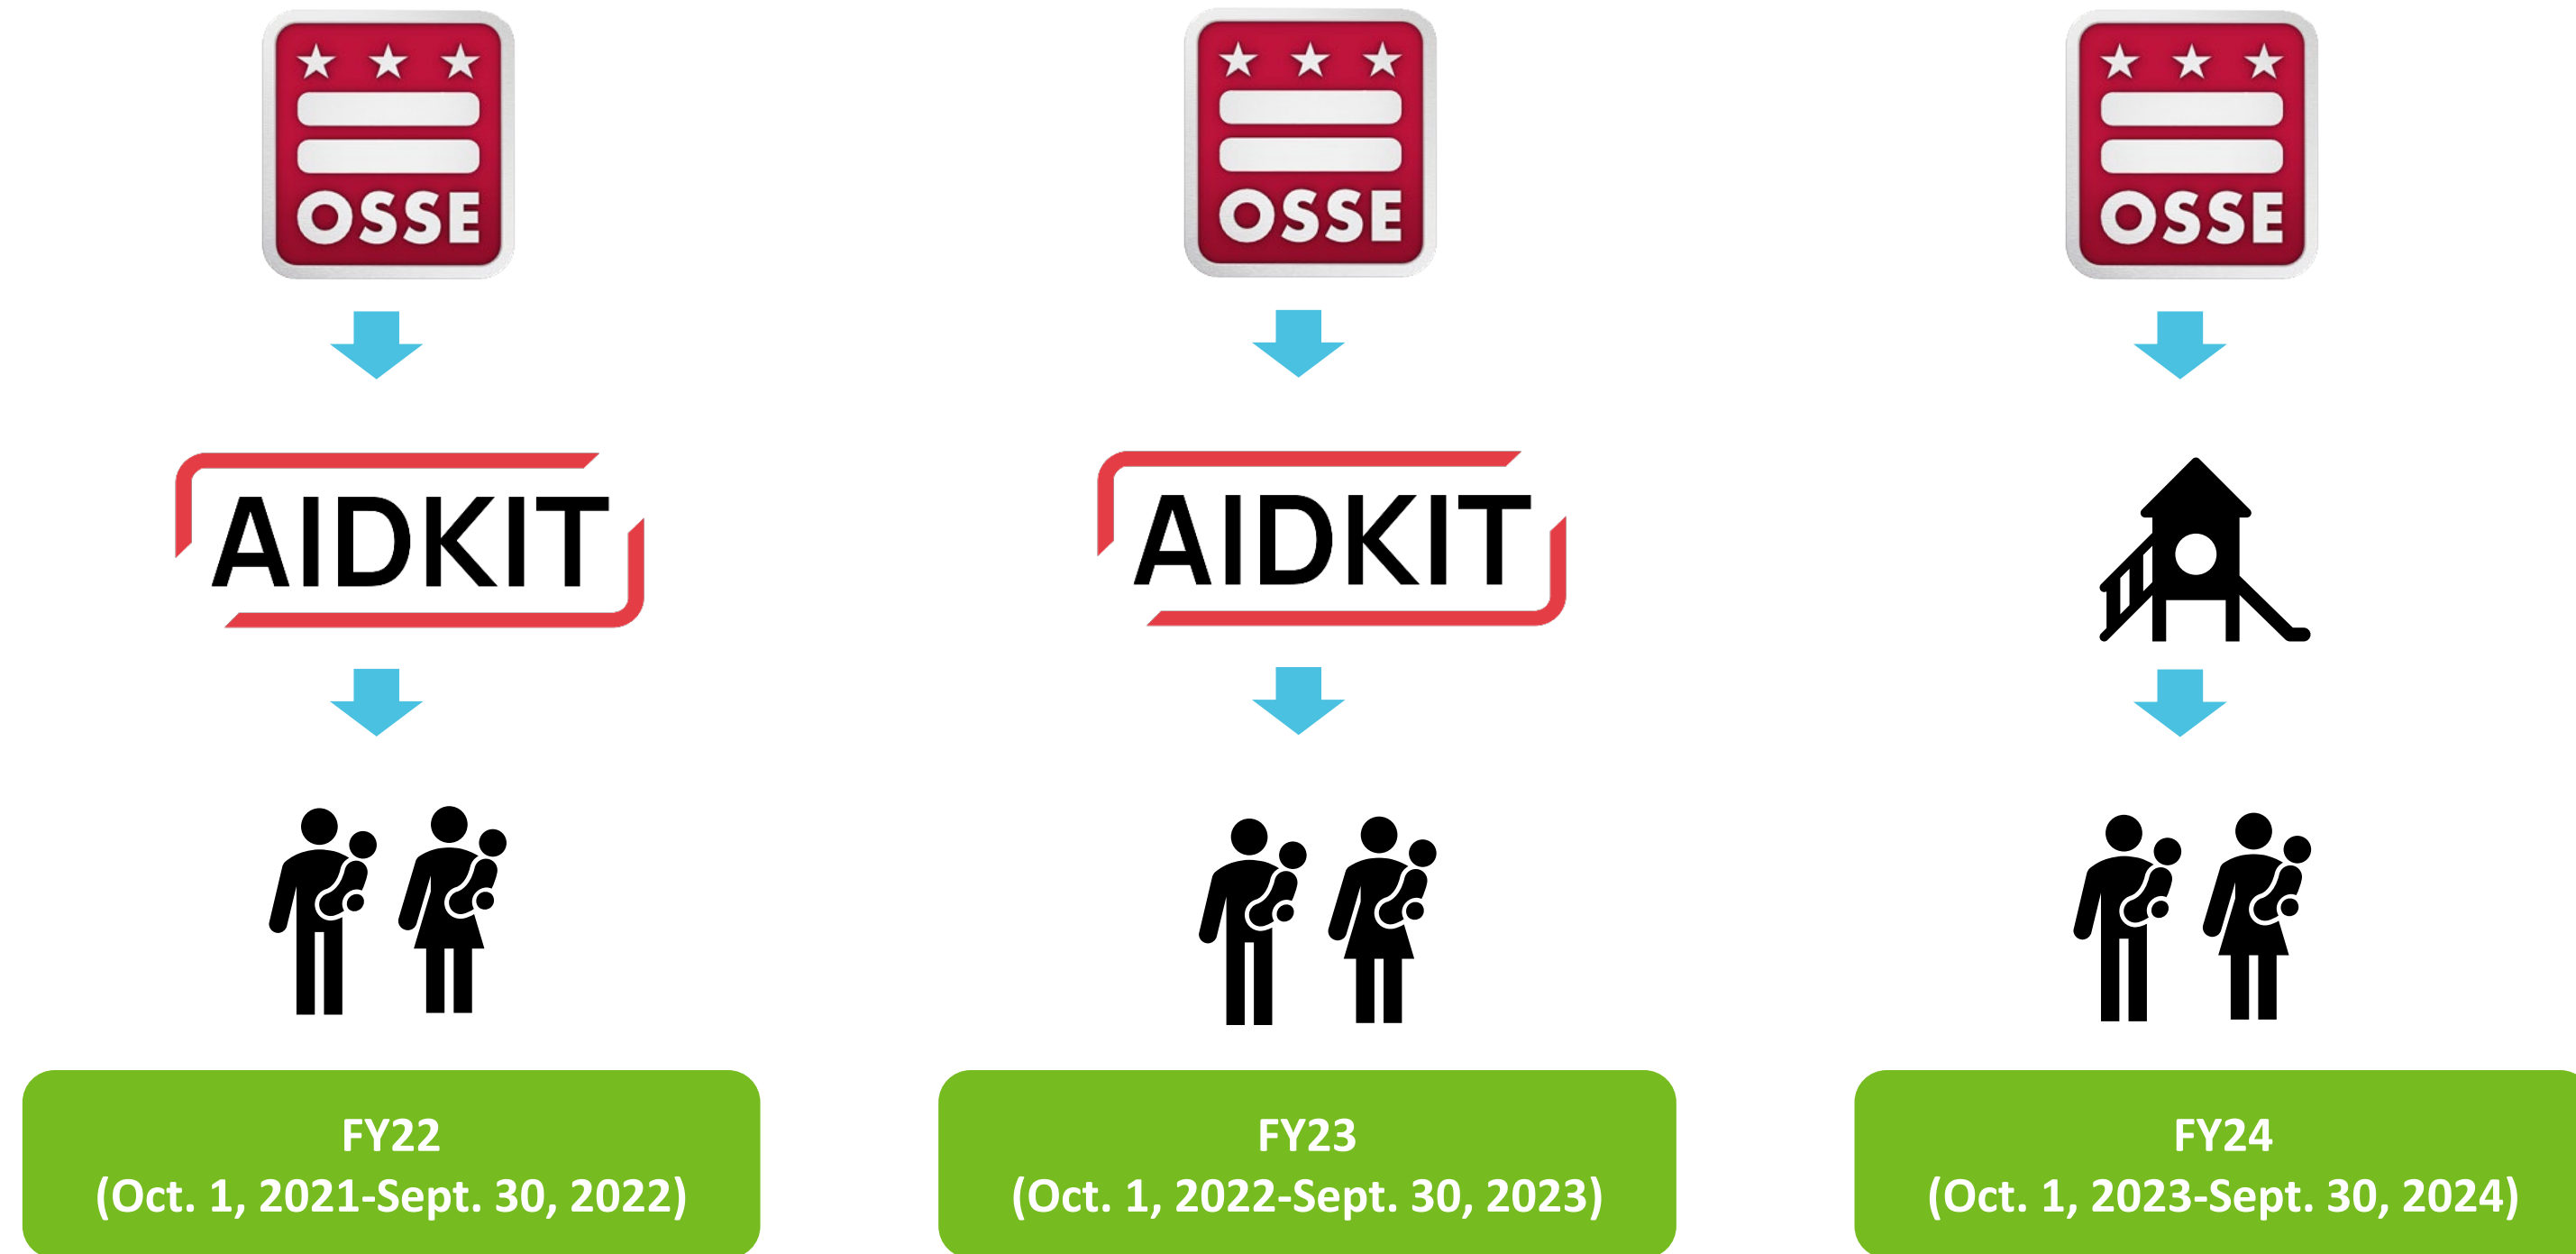 OSSE
OSSE
OSSE
AIDKIT
AIDKIT
FY22
(Oct. 1, 2021-Sept. 30, 2022)
FY23
(Oct. 1, 2022-Sept. 30, 2023)
FY24
(Oct. 1, 2023-Sept. 30, 2024)